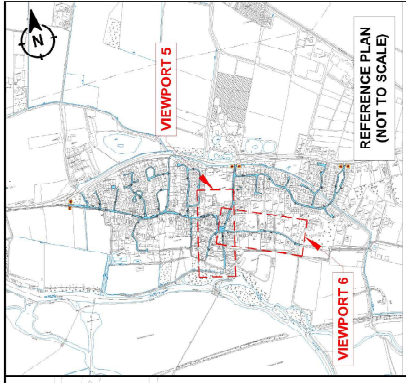 N
VIEWPORT 5
REFERENCE PLAN
(NOT TO SCALE)
VIEWPORT 6